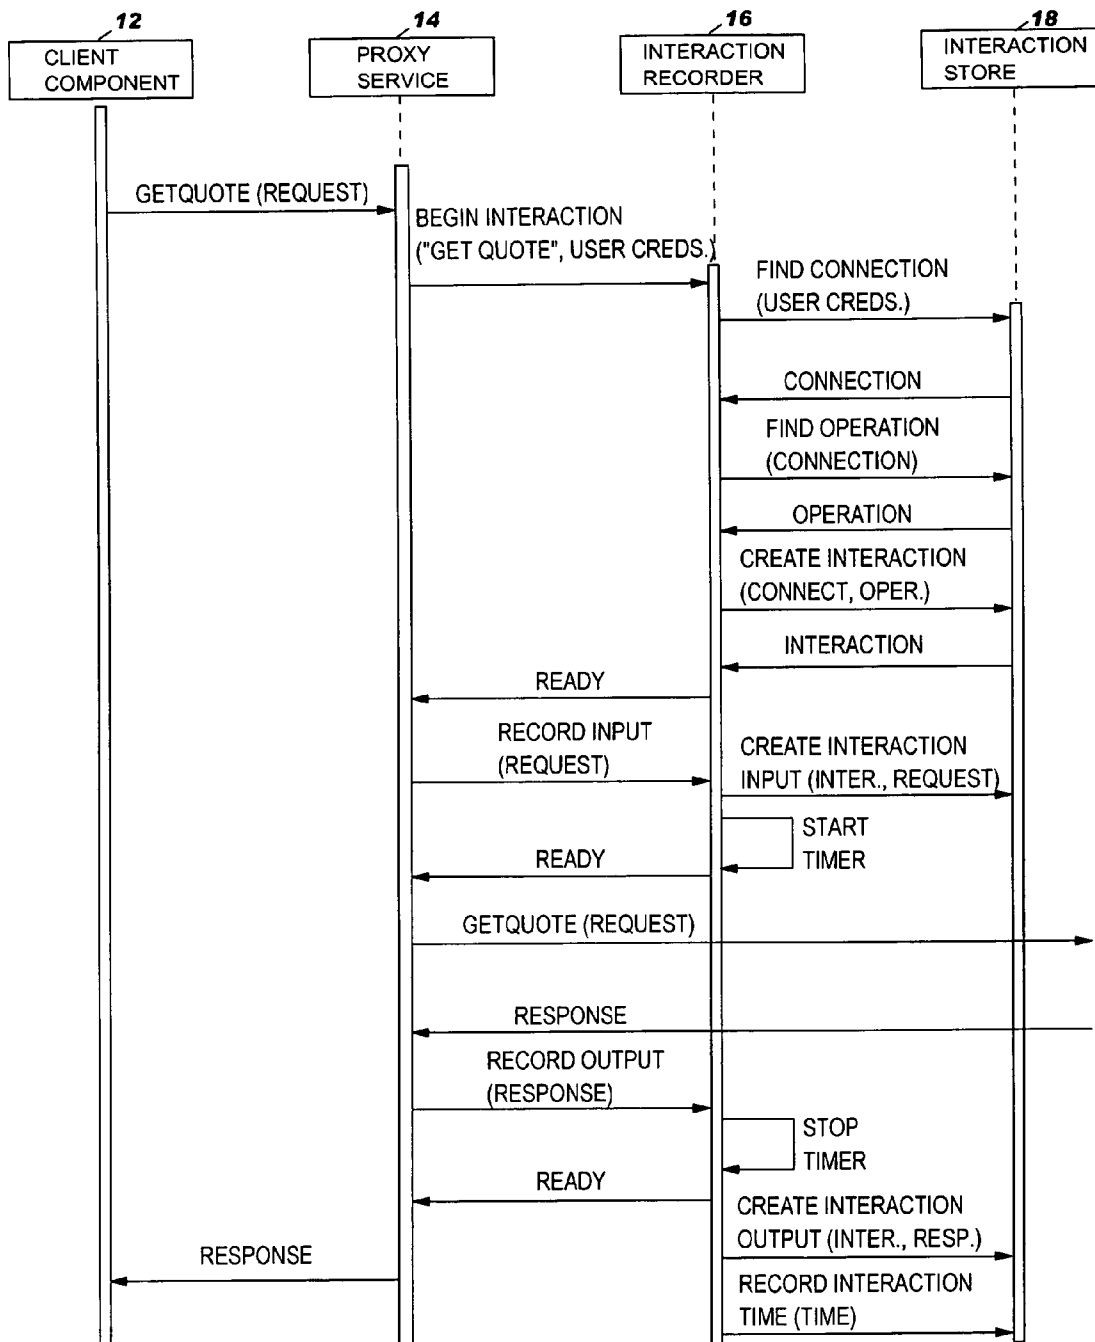 12
14
16
18
CLIENT
COMPONENT
PROXY
SERVICE
INTERACTION
RECORDER
INTERACTION
STORE
GETQUOTE (REQUEST)
BEGIN INTERACTION
("GET QUOTE", USER CREDS.)
FIND CONNECTION
(USER CREDS.)
CONNECTION
FIND OPERATION
(CONNECTION)
OPERATION
CREATE INTERACTION
(CONNECT, OPER.)
INTERACTION
READY
RECORD INPUT
(REQUEST)
CREATE INTERACTION
INPUT (INTER., REQUEST)
START
TIMER
READY
GETQUOTE (REQUEST)
RESPONSE
RECORD OUTPUT
(RESPONSE)
STOP
TIMER
READY
CREATE INTERACTION
OUTPUT (INTER., RESP.)
RESPONSE
RECORD INTERACTION
TIME (TIME)